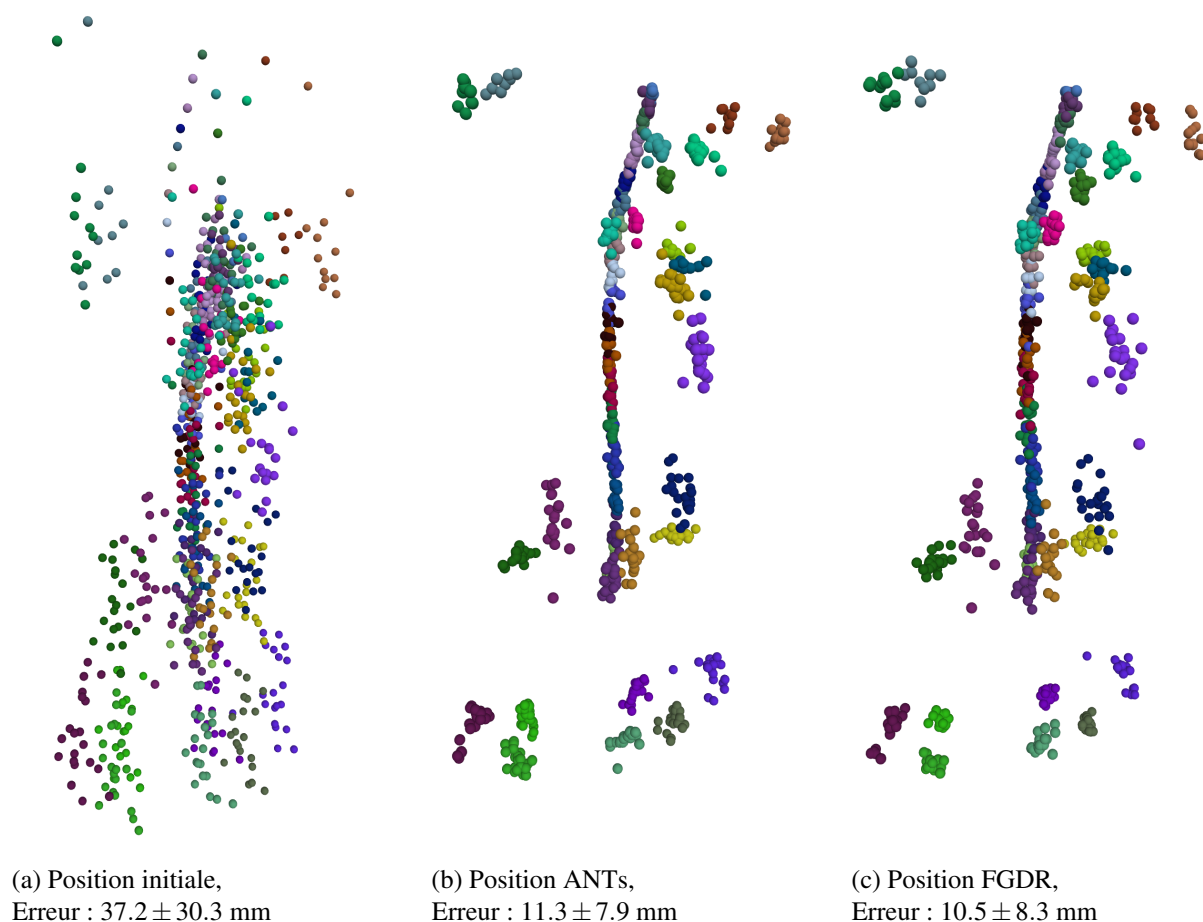 (a) Position initiale,
Erreur : 37.2 ± 30.3 mm
(b) Position ANTs,
Erreur : 11.3 ± 7.9 mm
(c) Position FGDR,
Erreur : 10.5 ± 8.3 mm